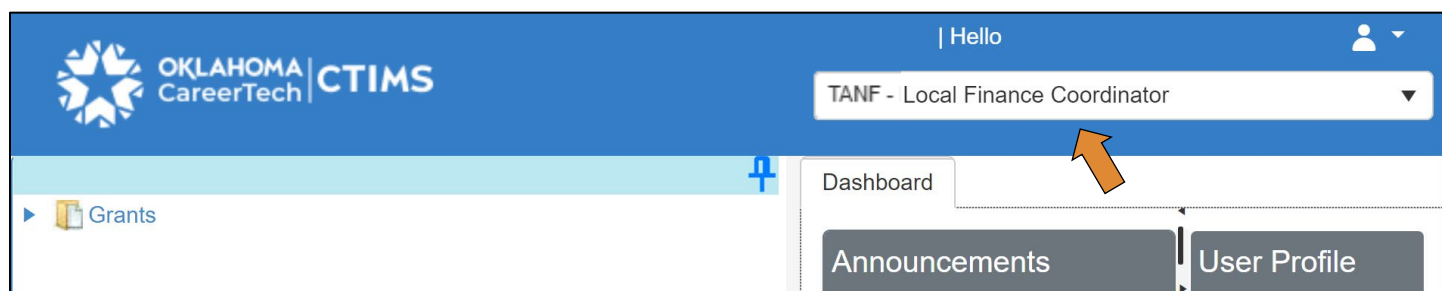 | Hello
OKLAHOMA
CareerTech
CTIMS
TANF - Local Finance Coordinator
Dashboard
Grants
Announcements
User Profile